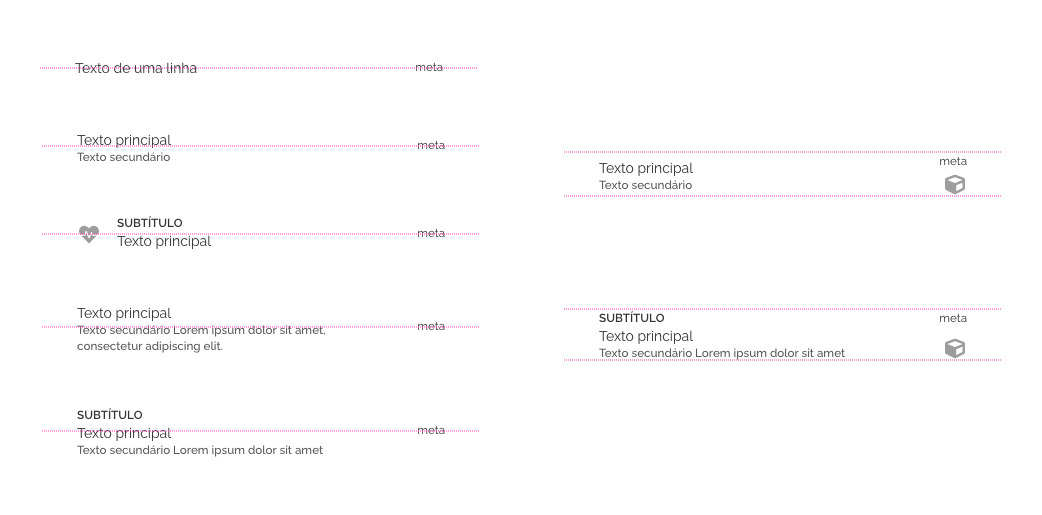 Texto de uma linha
meta
Texto principal
Texto secundário
meta
SUBTÍTULO
Texto principal
meta
Texto principal
Texto secundário Lorem ipsum dolor sit amet,
consectetur adipiscing elit.
meta
SUBTÍTULO
Texto principal
Texto secundário Lorem ipsum dolor sit amet
meta
Texto principal
Texto secundário
meta
SUBTÍTULO
Texto principal
Texto secundário Lorem ipsum dolor sit amet
meta